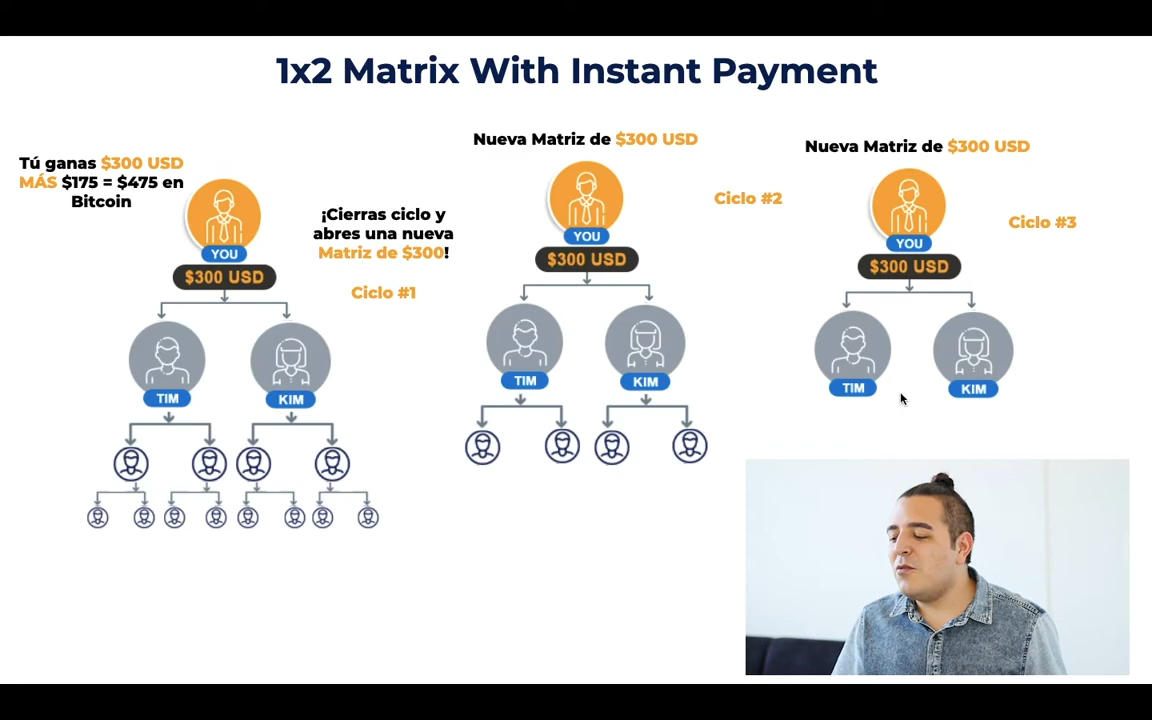 1x2 Matrix With Instant Payment
Tú ganas $300 USD
MÁS $175 = $475 en
Bitcoin
YOU
$300 USD
¡Cierras ciclo y
abres una nueva
Matriz de $300!
Ciclo #1
TIM
KIM
Nueva Matriz de $300 USD
YOU
$300 USD
Ciclo #2
TIM
KIM
Nueva Matriz de $300 USD
YOU
$300 USD
Ciclo #3
TIM
KIM